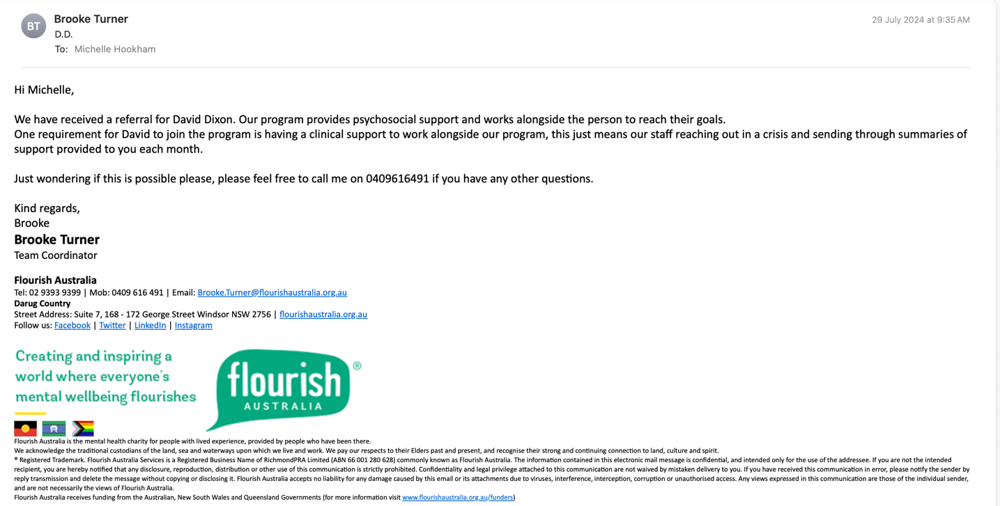 BT
Brooke Turner
29 July 2024 at 9:35 AM
D.D.
To: Michelle Hookham
Hi Michelle,
We have received a referral for David Dixon. Our program provides psychosocial support and works alongside the person to reach their goals.
One requirement for David to join the program is having a clinical support to work alongside our program, this just means our staff reaching out in a crisis and sending through summaries of
support provided to you each month.
Just wondering if this is possible please, please feel free to call me on 0409616491 if you have any other questions.
Kind regards,
Brooke
Brooke Turner
Team Coordinator
Flourish Australia
Tel: 02 9393 9399 | Mob: 0409 616 491 | Email: Brooke.Turner@flourishaustralia.org.au
Darug Country
Street Address: Suite 7, 168 - 172 George Street Windsor NSW 2756 | flourishaustralia.org.au
Follow us: Facebook | Twitter | LinkedIn | Instagram
Creating and inspiring a
world where everyone's
mental wellbeing flourishes
flourish ®
AUSTRALIA
Flourish Australia is the mental health charity for people with lived experience, provided by people who have been there.
We acknowledge the traditional custodians of the land, sea and waterways upon which we live and work. We pay our respects to their Elders past and present, and recognise their strong and continuing connection to land, culture and spirit.
® Registered Trademark. Flourish Australia Services is a Registered Business Name of RichmondPRA Limited (ABN 66 001 280 628) commonly known as Flourish Australia. The information contained in this electronic mail message is confidential, and intended only for the use of the addressee. If you are not the intended
recipient, you are hereby notified that any disclosure, reproduction, distribution or other use of this communication is strictly prohibited. Confidentiality and legal privilege attached to this communication are not waived by mistaken delivery to you. If you have received this communication in error, please notify the sender by
reply transmission and delete the message without copying or disclosing it. Flourish Australia accepts no liability for any damage caused by this email or its attachments due to viruses, interference, interception, corruption or unauthorised access. Any views expressed in this communication are those of the individual sender,
and are not necessarily the views of Flourish Australia.
Flourish Australia receives funding from the Australian, New South Wales and Queensland Governments (for more information visit www.flourishaustralia.org.au/funders)